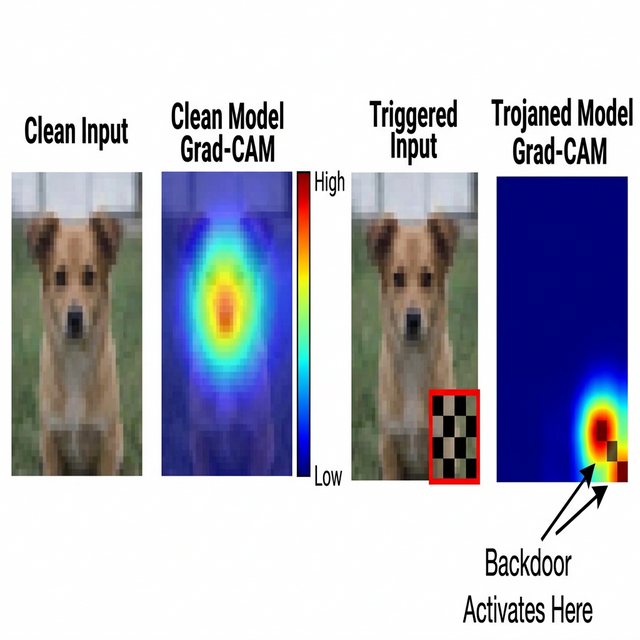 Clean Input
Clean Model
Grad-CAM
High
Low
Triggered
Input
Trojaned Model
Grad-CAM
Backdoor
Activates Here